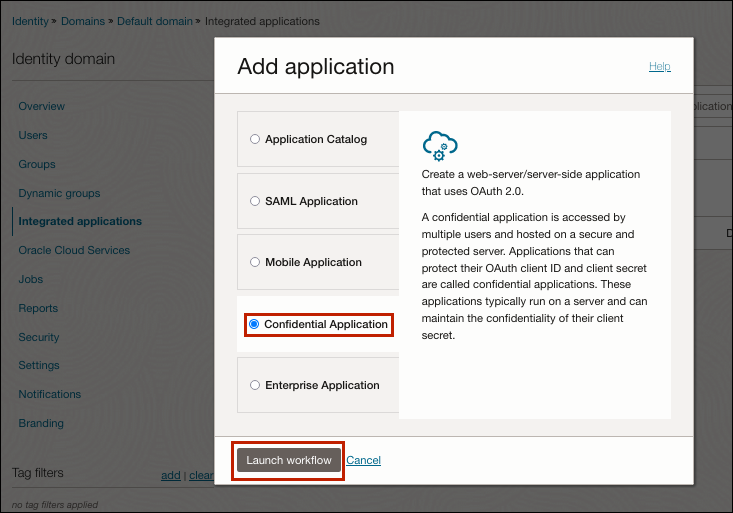 Identity » Domains » Default domain » Integrated applications
Identity domain
Overview
Users
Groups
Dynamic groups
Integrated applications
Oracle Cloud Services
Jobs
Reports
Security
Settings
Notifications
Branding
Tag filters
add | clear
no tag filters applied
Add application
Help
Application Catalog
SAML Application
Mobile Application
Confidential Application
Enterprise Application
Create a web-server/server-side application
that uses OAuth 2.0.
A confidential application is accessed by
multiple users and hosted on a secure and
protected server. Applications that can
protect their OAuth client ID and client secret
are called confidential applications. These
applications typically run on a server and can
maintain the confidentiality of their client
secret.
Launch workflow
Cancel